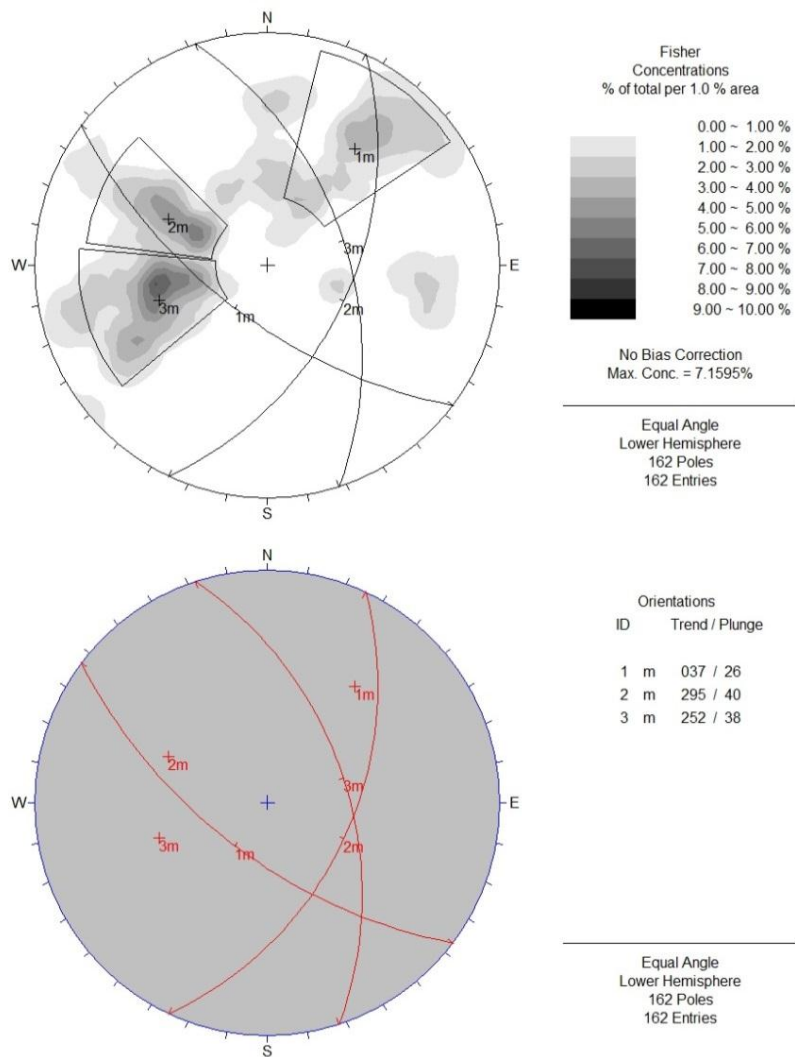 N
W
E
S
1m
2m
3m
3m
2m
1m
Fisher
Concentrations
% of total per 1.0 % area
0.00 ~ 1.00 %
1.00 ~ 2.00 %
2.00 ~ 3.00 %
3.00 ~ 4.00 %
4.00 ~ 5.00 %
5.00 ~ 6.00 %
6.00 ~ 7.00 %
7.00 ~ 8.00 %
8.00 ~ 9.00 %
9.00 ~ 10.00 %
No Bias Correction
Max. Conc. = 7.1595%
Equal Angle
Lower Hemisphere
162 Poles
162 Entries
N
W
E
S
1m
2m
3m
3m
2m
1m
Orientations
ID Trend / Plunge
1 m 037 / 26
2 m 295 / 40
3 m 252 / 38
Equal Angle
Lower Hemisphere
162 Poles
162 Entries